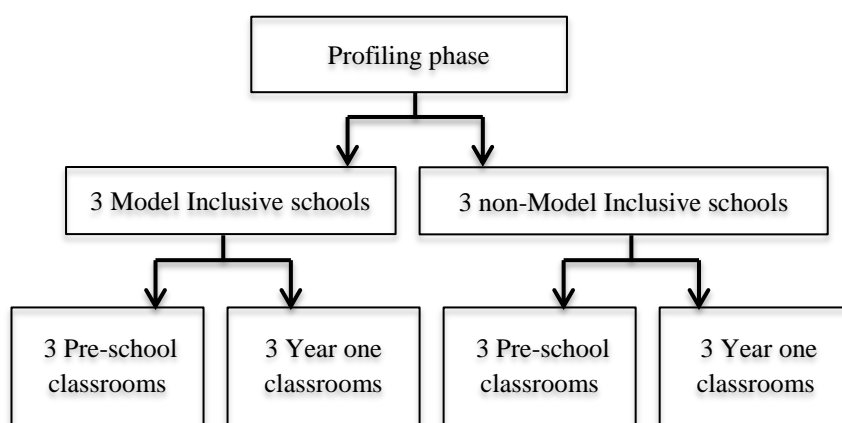 Profiling phase
3 Model Inclusive schools
3 non-Model Inclusive schools
3 Pre-school
classrooms
3 Year one
classrooms
3 Pre-school
classrooms
3 Year one
classrooms